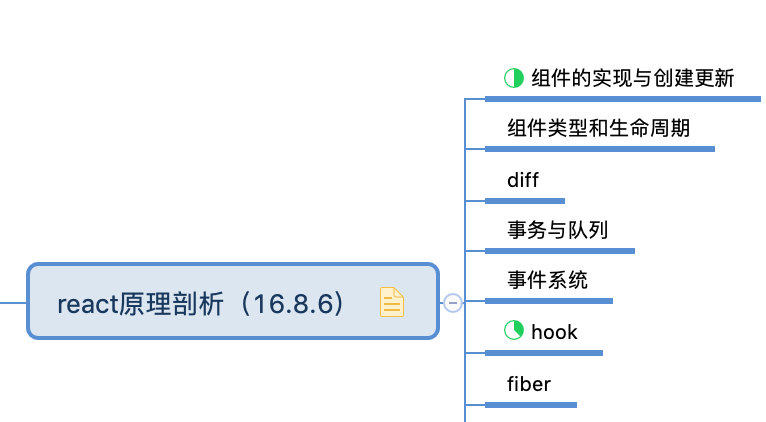 组件的实现与创建更新
组件类型和生命周期
diff
事务与队列
事件系统
react原理剖析（16.8.6）
hook
fiber